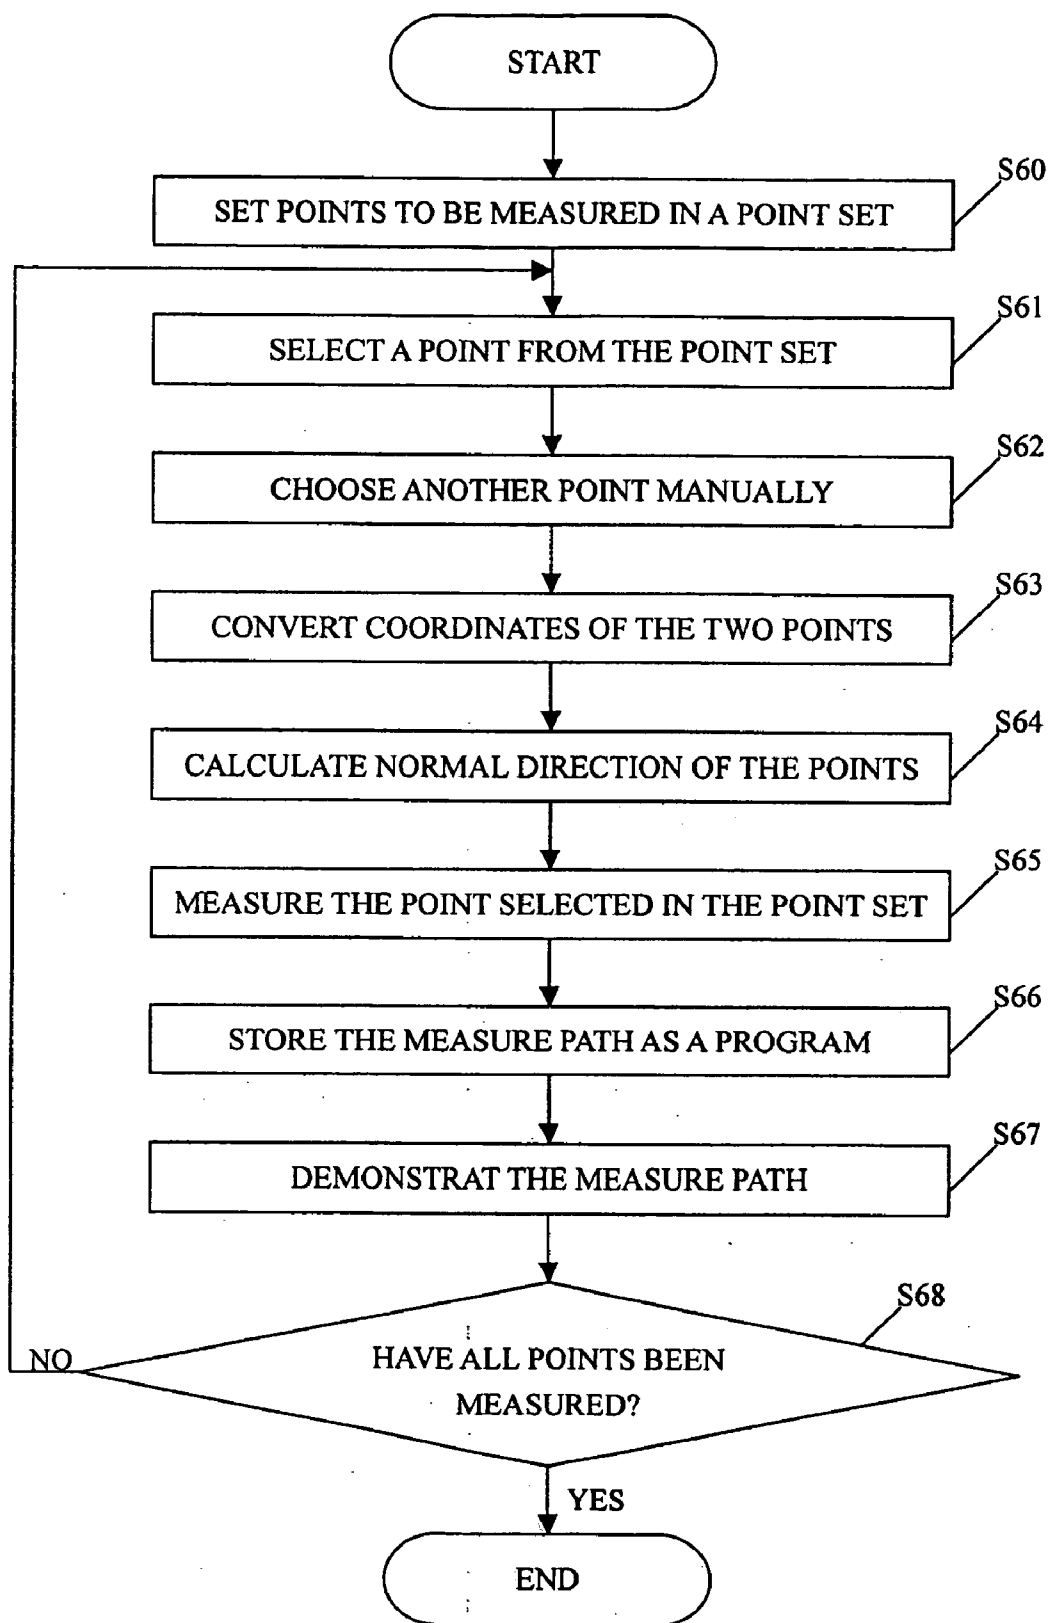 START
S60
SET POINTS TO BE MEASURED IN A POINT SET
S61
SELECT A POINT FROM THE POINT SET
S62
CHOOSE ANOTHER POINT MANUALLY
S63
CONVERT COORDINATES OF THE TWO POINTS
S64
CALCULATE NORMAL DIRECTION OF THE POINTS
S65
MEASURE THE POINT SELECTED IN THE POINT SET
S66
STORE THE MEASURE PATH AS A PROGRAM
S67
DEMONSTRAT THE MEASURE PATH
S68
NO
HAVE ALL POINTS BEEN
MEASURED?
YES
END